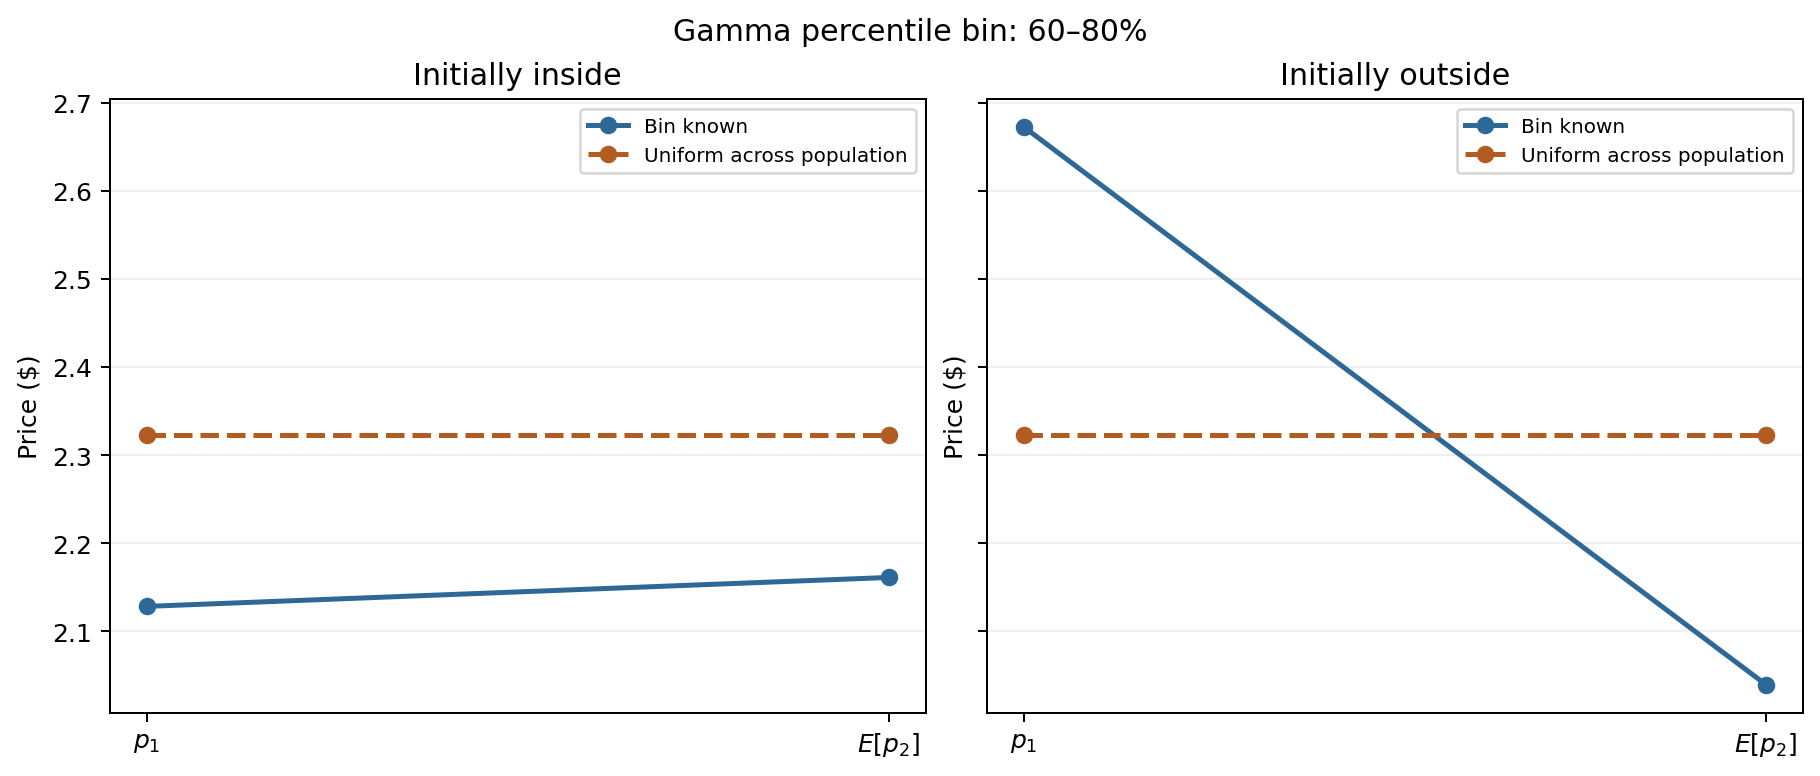 Gamma percentile bin: 60–80%
Initially inside
Price ($)
2.7
2.6
2.5
2.4
2.3
2.2
2.1
Bin known
Uniform across population
p₁
E[p₂]
Initially outside
Price ($)
Bin known
Uniform across population
p₁
E[p₂]